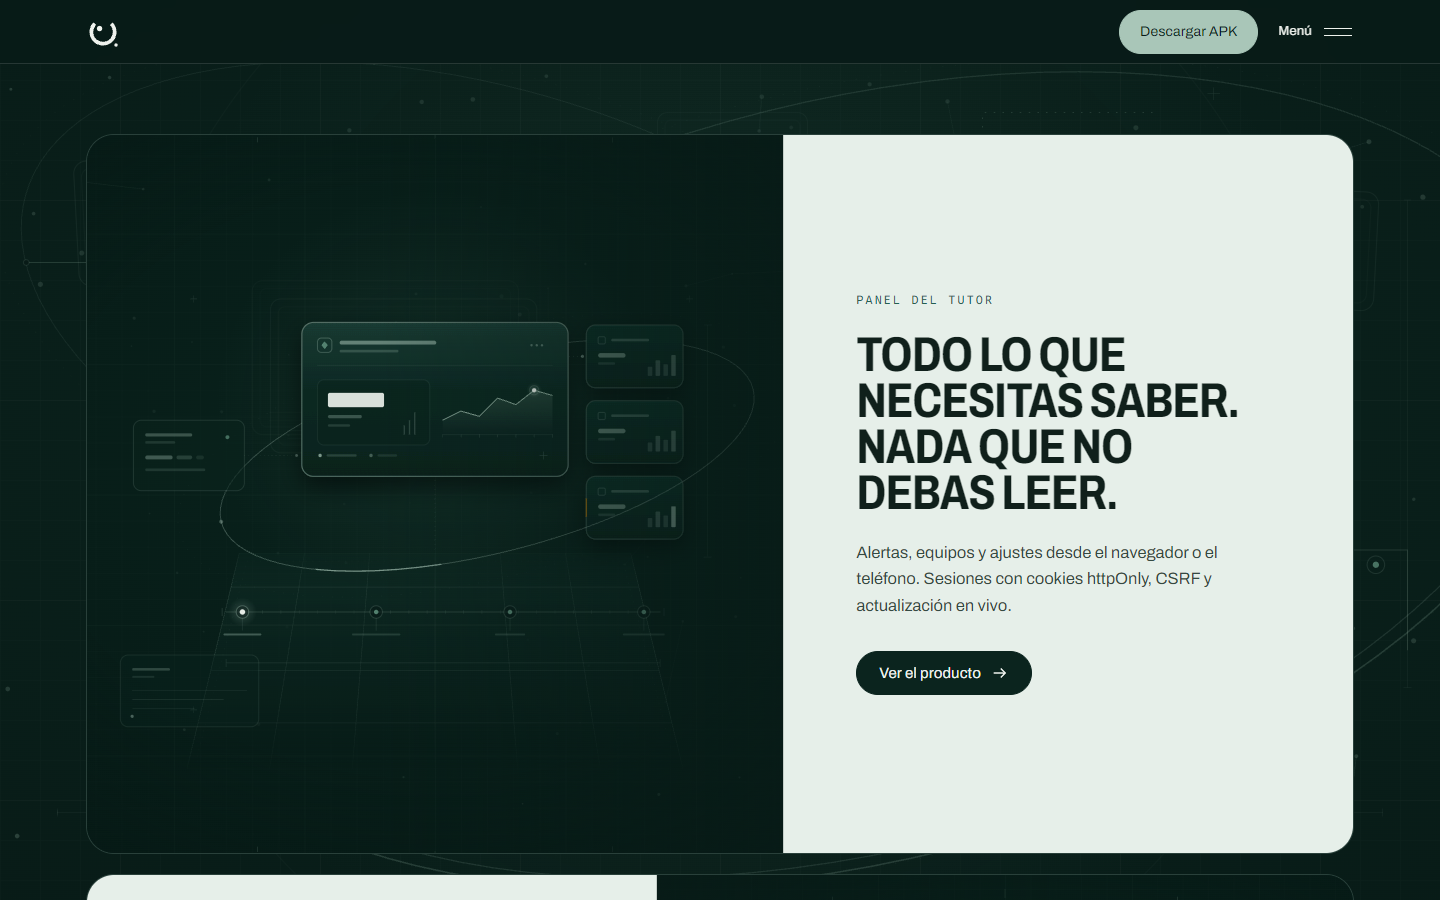 Descargar APK
Menú
PANEL DEL TUTOR
TODO LO QUE
NECESITAS SABER.
NADA QUE NO
DEBAS LEER.
Alertas, equipos y ajustes desde el navegador o el
teléfono. Sesiones con cookies httpOnly, CSRF y
actualización en vivo.
Ver el producto